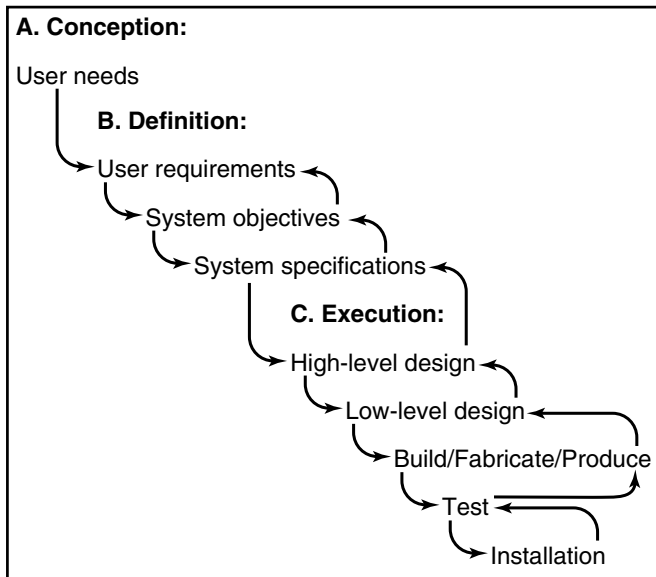 A. Conception:
User needs
B. Definition:
User requirements
System objectives
System specifications
C. Execution:
High-level design
Low-level design
Build/Fabricate/Produce
Test
Installation